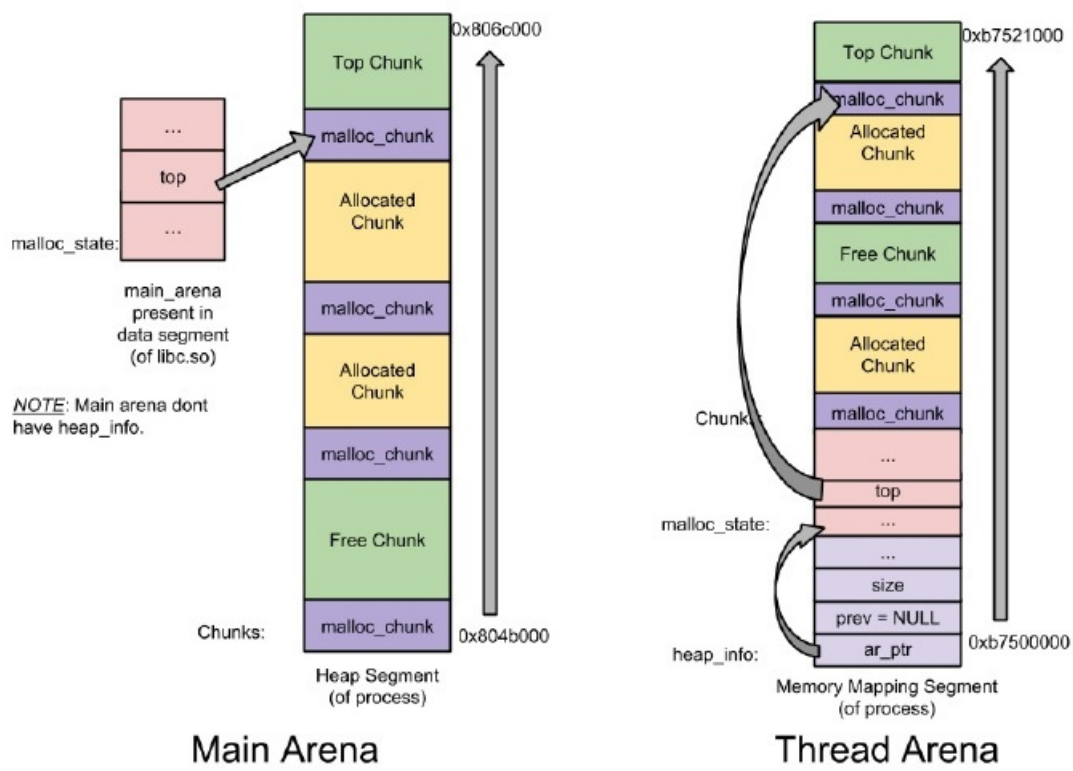 0x806c000
Top Chunk
malloc_chunk
...
top
...
malloc_state:
main_arena
present in
data segment
(of libc.so)
NOTE: Main arena dont
have heap_info.
Allocated
Chunk
malloc_chunk
Allocated
Chunk
malloc_chunk
Free Chunk
Chunks:
malloc_chunk
0x804b000
Heap Segment
(of process)
Main Arena
0xb7521000
Top Chunk
malloc_chunk
Allocated
Chunk
malloc_chunk
Free Chunk
malloc_chunk
Allocated
Chunk
malloc_chunk
...
top
malloc_state:
...
...
size
prev = NULL
heap_info:
ar_ptr
0xb7500000
Memory Mapping Segment
(of process)
Thread Arena